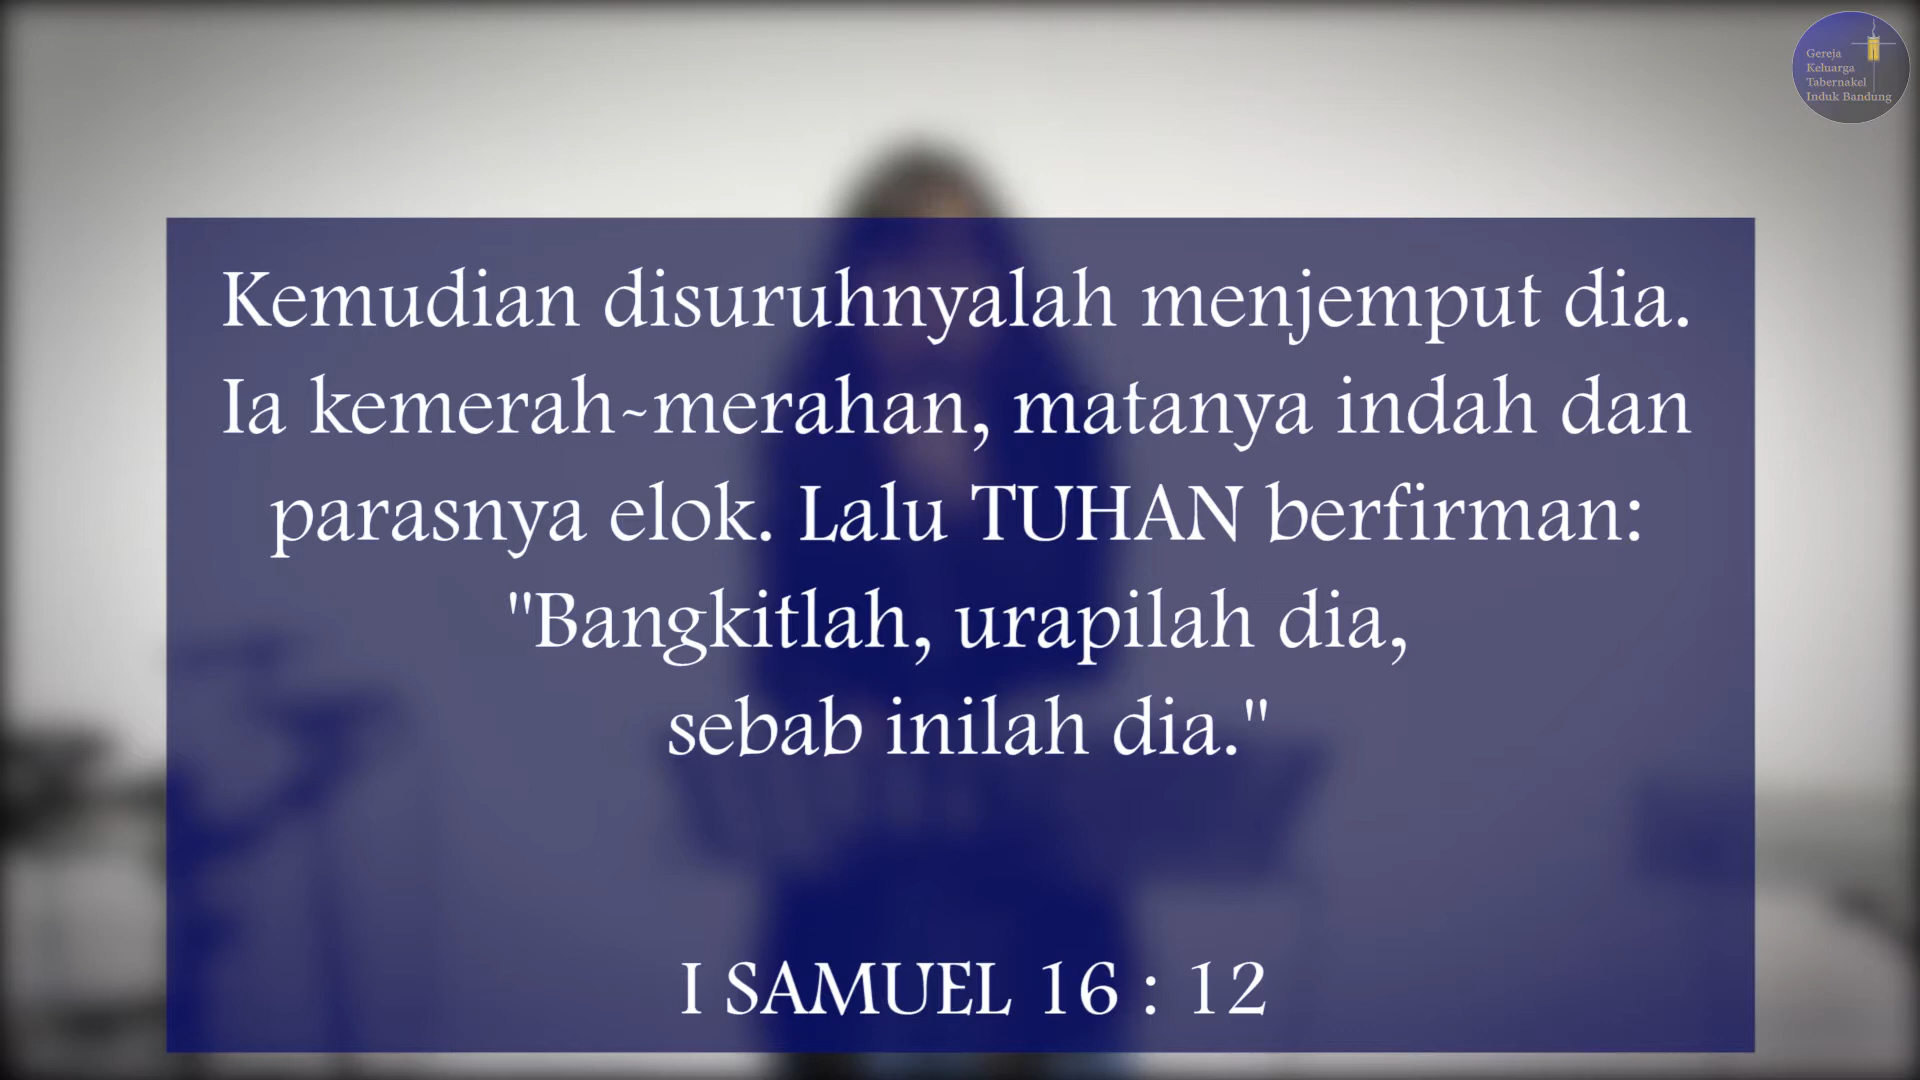 Gereja
Keluarga
Tabernakel
Induk Bandung
Kemudian disuruhnyalah menjemput dia.
Ia kemerah-merahan, matanya indah dan
parasnya elok. Lalu TUHAN berfirman:
"Bangkitlah, urapilah dia,
sebab inilah dia."
I SAMUEL 16 : 12